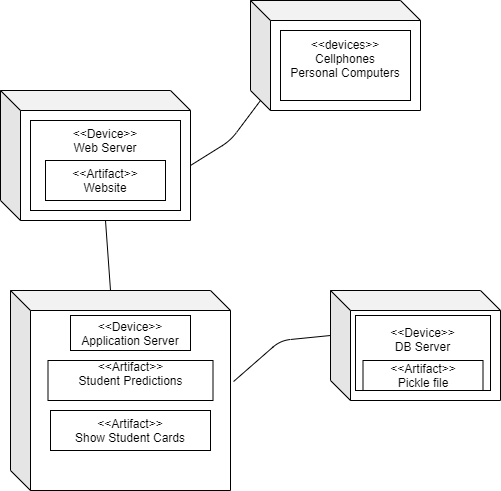 <<devices>>
Cellphones
Personal Computers
<<Device>>
Web Server
<<Artifact>>
Website
<<Device>>
Application Server
<<Artifact>>
Student Predictions
<<Artifact>>
Show Student Cards
<<Device>>
DB Server
<<Artifact>>
Pickle file